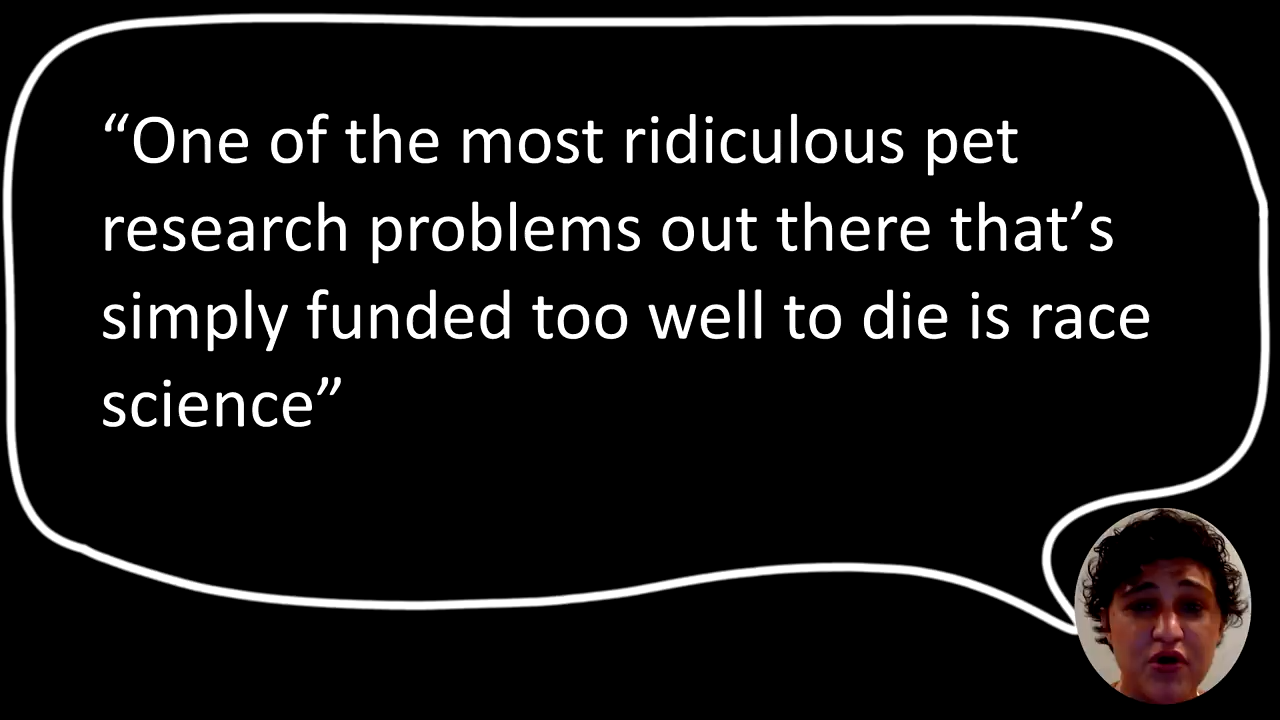 “One of the most ridiculous pet
research problems out there that’s
simply funded too well to die is race
science”